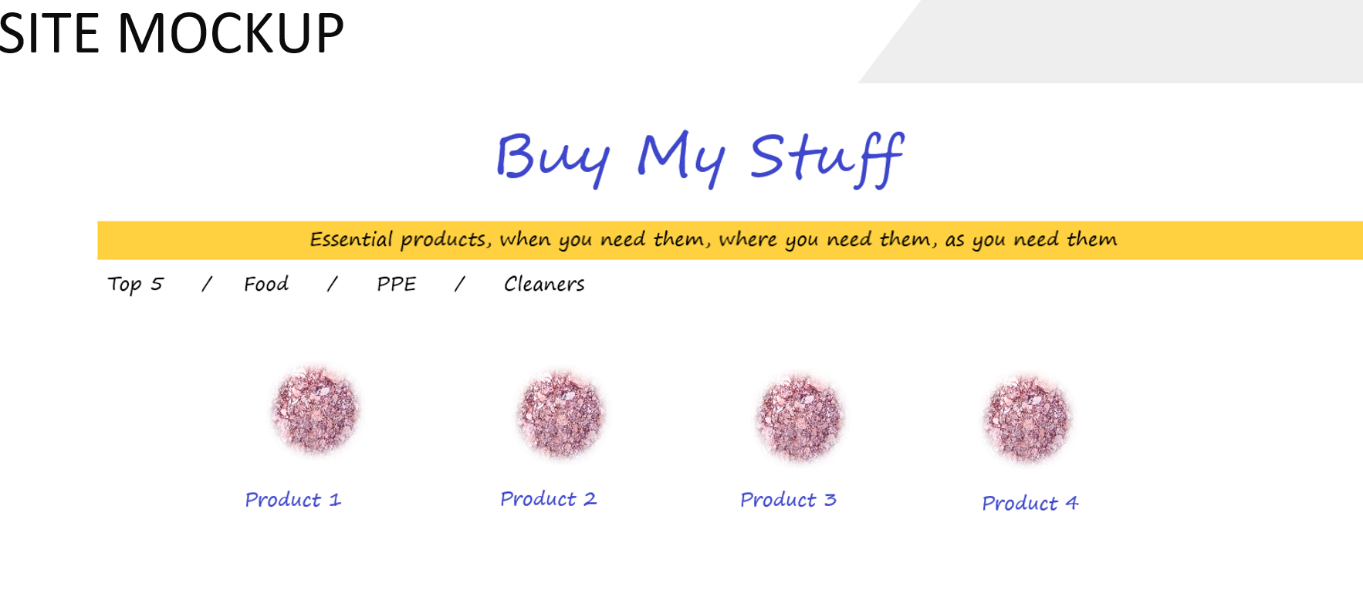 SITE MOCKUP
Buy My Stuff
Essential products, when you need them, where you need them, as you need them
Top 5 / Food / PPE / Cleaners
Product 1 Product 2 Product 3 Product 4